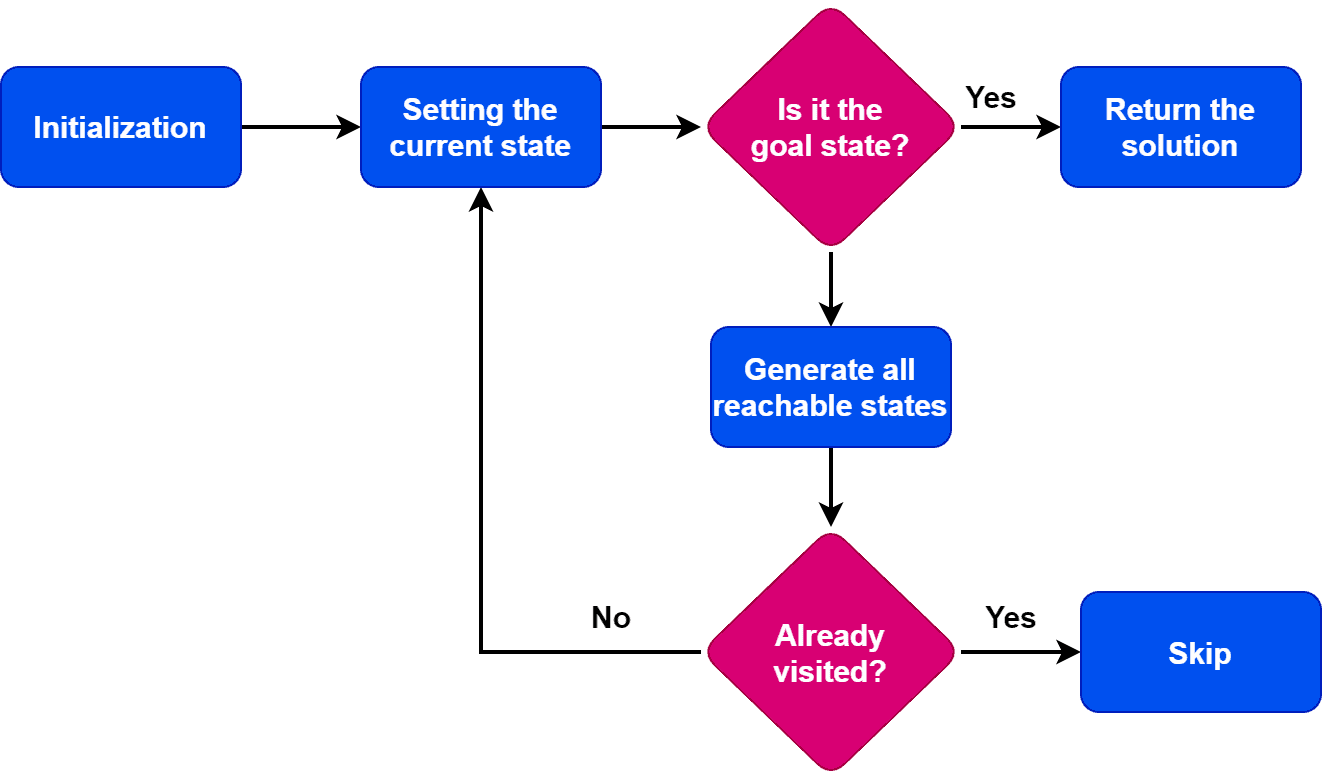 Initialization
Setting the
current state
Is it the
goal state?
Yes
Return the
solution
Generate all
reachable states
No
Already
visited?
Yes
Skip